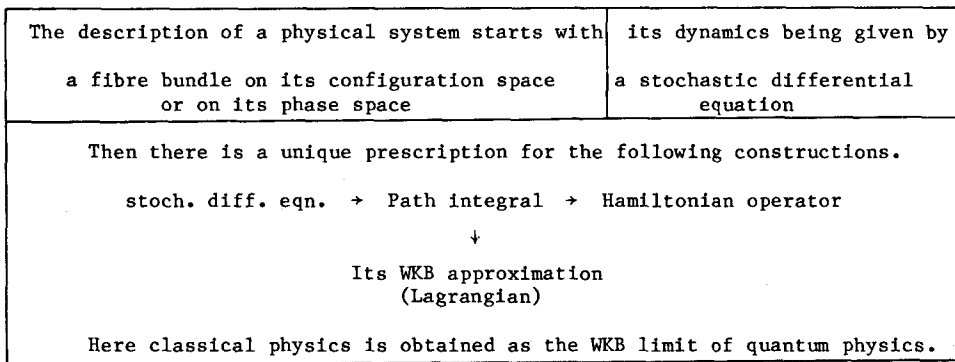 The description of a physical system starts with
a fibre bundle on its configuration space
or on its phase space
its dynamics being given by
a stochastic differential
equation
Then there is a unique prescription for the following constructions.
stoch. diff. eqn. → Path integral → Hamiltonian operator
↓
Its WKB approximation
(Lagrangian)
Here classical physics is obtained as the WKB limit of quantum physics.